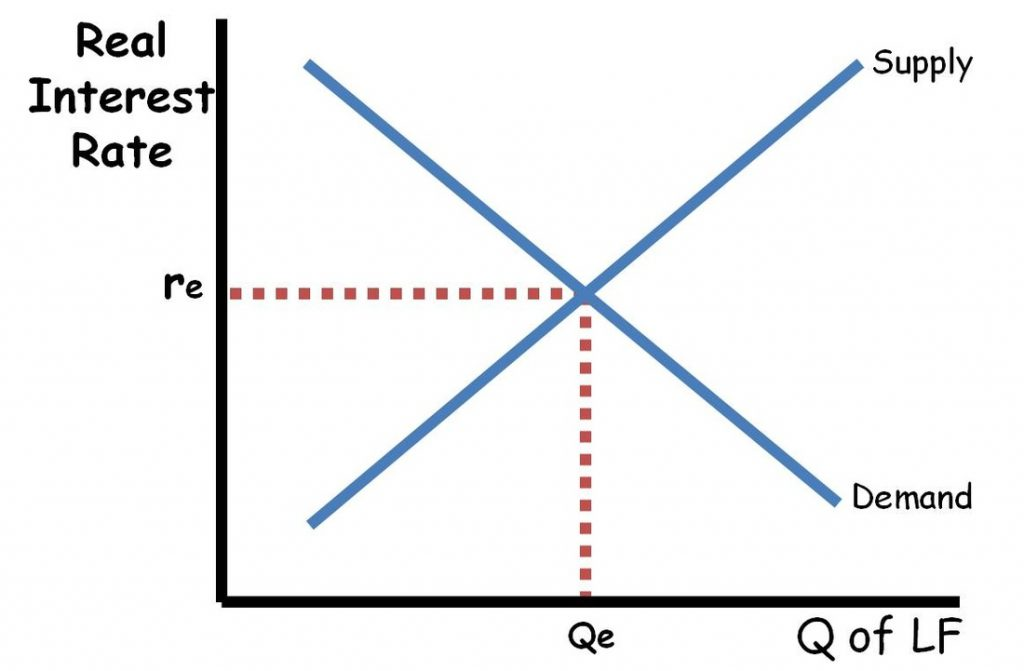 Real
Interest
Rate
Supply
re
Demand
Qe
Q of LF